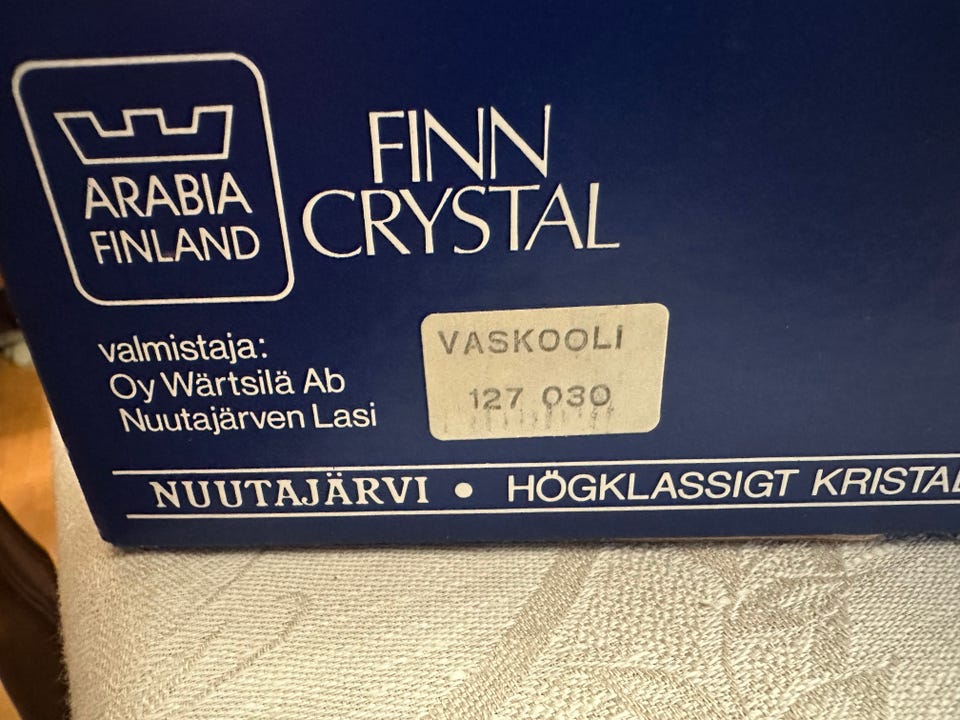 ARABIA
FINLAND
FINN
CRYSTAL
valmistaja:
Oy Wärtsilä Ab
Nuutajärven Lasi
VASKOOLI
127 030
NUUTAJÄRVI • HÖGKLASSIGT KRISTAL